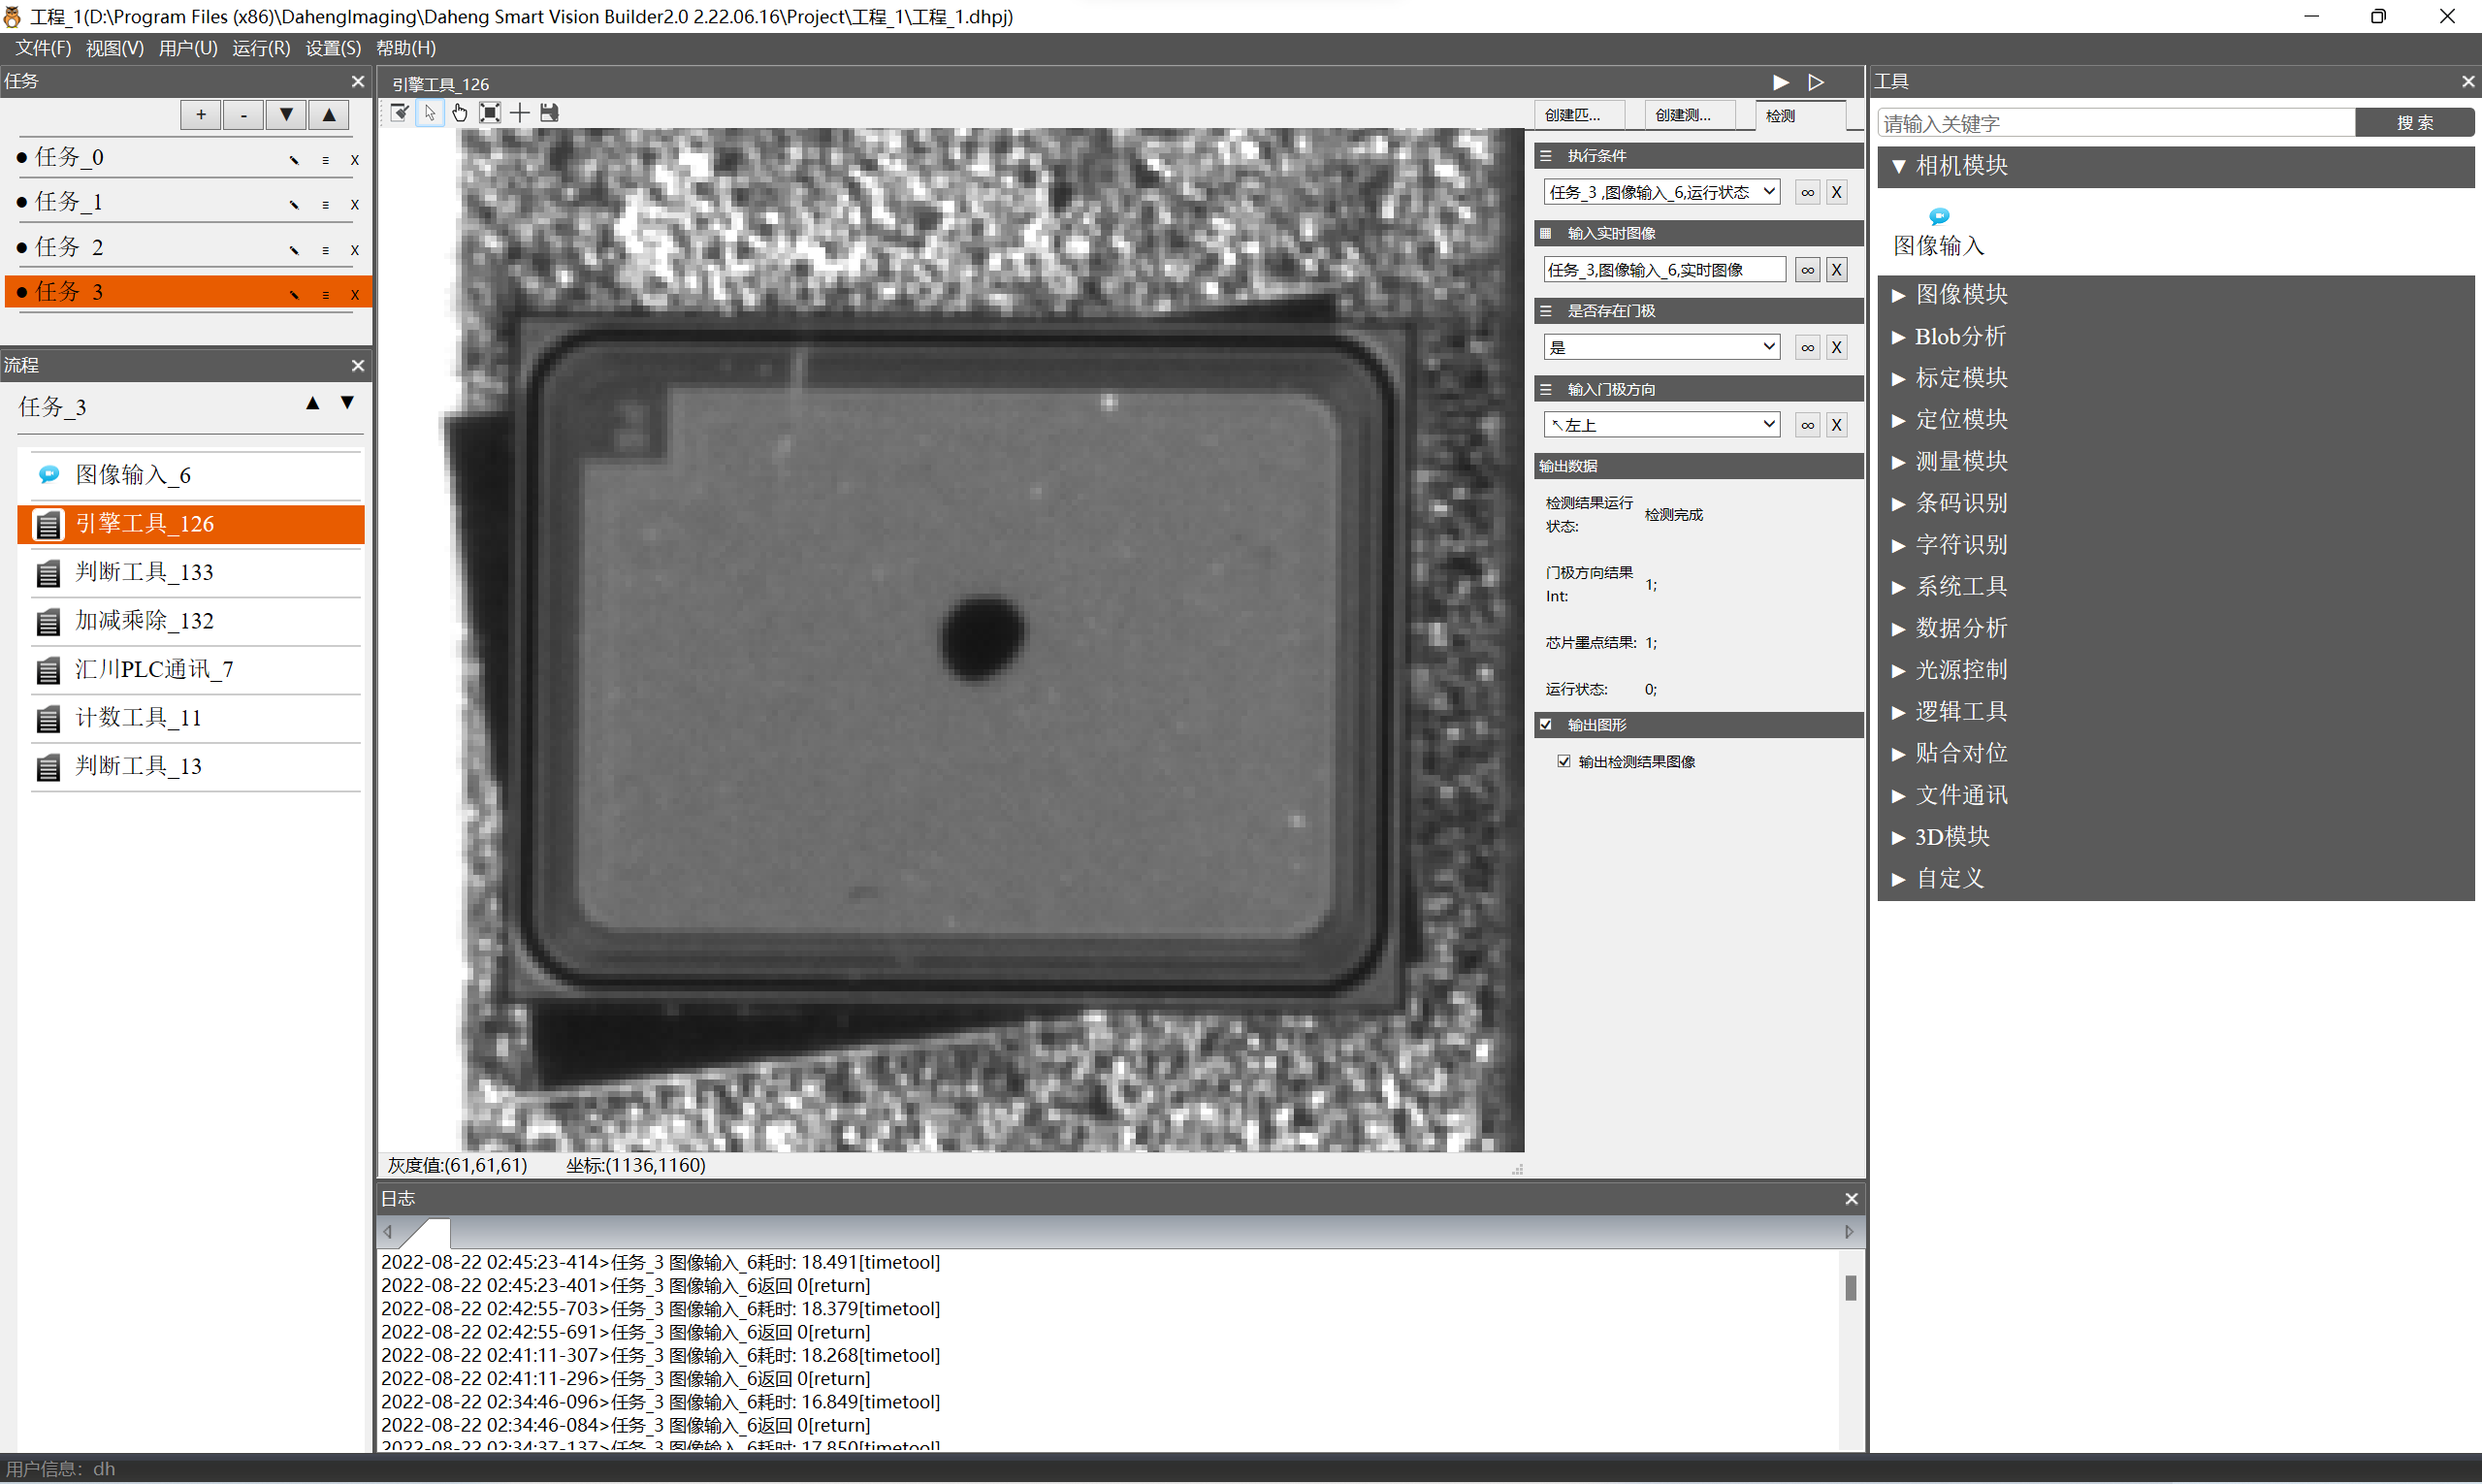 工程_1(D:\Program Files (x86)\DahengImaging\Daheng Smart Vision Builder2.0 2.22.06.16\Project\工程_1\工程_1.dhpj)
文件(F) 视图(V) 用户(U) 运行(R) 设置(S) 帮助(H)
任务
+ - ▼ ▲
任务_0
任务_1
任务_2
任务_3
流程
任务_3
图像输入_6
引擎工具_126
判断工具_133
加减乘除_132
汇川PLC通讯_7
计数工具_11
判断工具_13
引擎工具_126
创建匹... 创建测... 检测
执行条件
任务_3 ,图像输入_6,运行状态 ∞ X
输入实时图像
任务_3,图像输入_6,实时图像 ∞ X
是否存在门极
是 ∞ X
输入门极方向
↖左上 ∞ X
输出数据
检测结果运行
状态: 检测完成
门极方向结果
Int: 1;
芯片墨点结果: 1;
运行状态: 0;
输出图形
输出检测结果图像
灰度值:(61,61,61) 坐标:(1136,1160)
日志
2022-08-22 02:45:23-414>任务_3 图像输入_6耗时: 18.491[timetool]
2022-08-22 02:45:23-401>任务_3 图像输入_6返回 0[return]
2022-08-22 02:42:55-703>任务_3 图像输入_6耗时: 18.379[timetool]
2022-08-22 02:42:55-691>任务_3 图像输入_6返回 0[return]
2022-08-22 02:41:11-307>任务_3 图像输入_6耗时: 18.268[timetool]
2022-08-22 02:41:11-296>任务_3 图像输入_6返回 0[return]
2022-08-22 02:34:46-096>任务_3 图像输入_6耗时: 16.849[timetool]
2022-08-22 02:34:46-084>任务_3 图像输入_6返回 0[return]
2022-08-22 02:34:37-137>任务_3 图像输入_6耗时: 17.850[timetool]
工具
请输入关键字 搜 索
▼ 相机模块
图像输入
▶ 图像模块
▶ Blob分析
▶ 标定模块
▶ 定位模块
▶ 测量模块
▶ 条码识别
▶ 字符识别
▶ 系统工具
▶ 数据分析
▶ 光源控制
▶ 逻辑工具
▶ 贴合对位
▶ 文件通讯
▶ 3D模块
▶ 自定义
用户信息: dh